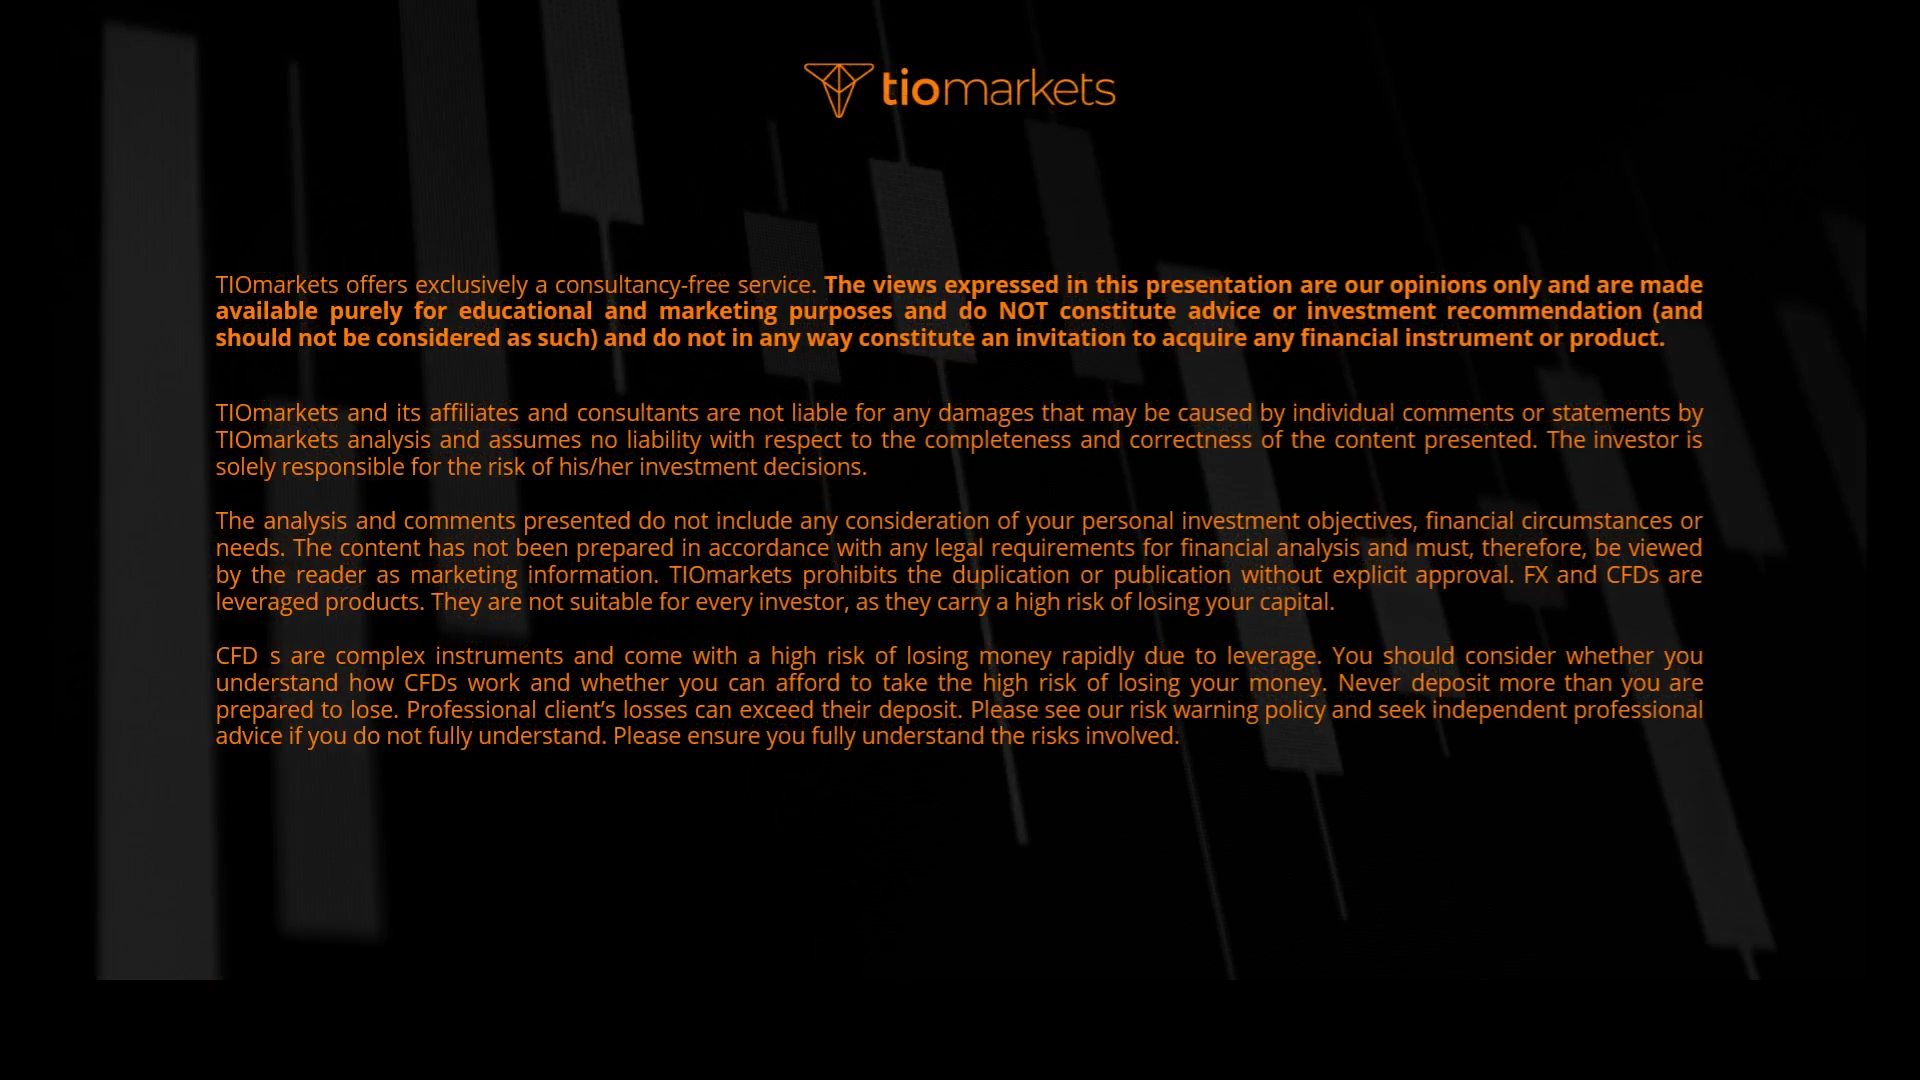 tiomarkets
TIOmarkets offers exclusively a consultancy-free service. The views expressed in this presentation are our opinions only and are made
available purely for educational and marketing purposes and do NOT constitute advice or investment recommendation (and
should not be considered as such) and do not in any way constitute an invitation to acquire any financial instrument or product.
TIOmarkets and its affiliates and consultants are not liable for any damages that may be caused by individual comments or statements by
TIOmarkets analysis and assumes no liability with respect to the completeness and correctness of the content presented. The investor is
solely responsible for the risk of his/her investment decisions.
The analysis and comments presented do not include any consideration of your personal investment objectives, financial circumstances or
needs. The content has not been prepared in accordance with any legal requirements for financial analysis and must, therefore, be viewed
by the reader as marketing information. TIOmarkets prohibits the duplication or publication without explicit approval. FX and CFDs are
leveraged products. They are not suitable for every investor, as they carry a high risk of losing your capital.
CFD s are complex instruments and come with a high risk of losing money rapidly due to leverage. You should consider whether you
understand how CFDs work and whether you can afford to take the high risk of losing your money. Never deposit more than you are
prepared to lose. Professional client’s losses can exceed their deposit. Please see our risk warning policy and seek independent professional
advice if you do not fully understand. Please ensure you fully understand the risks involved.